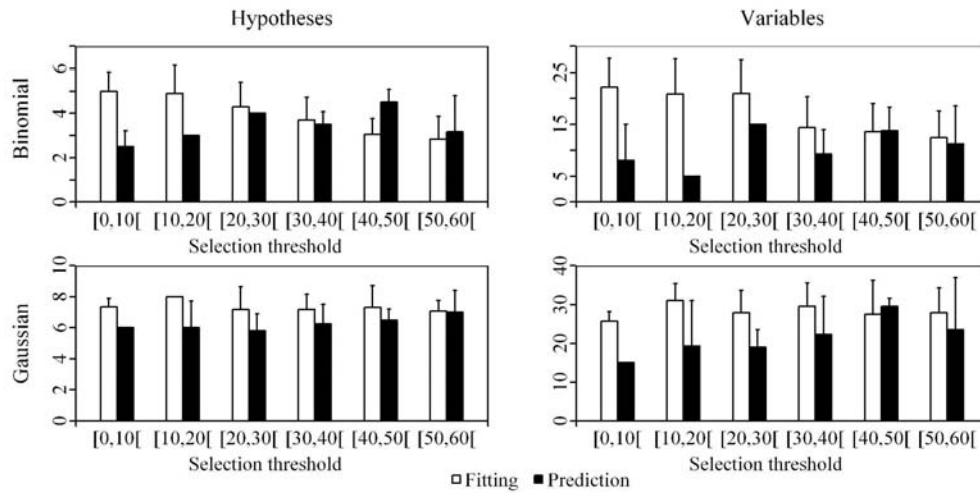 Hypotheses
Variables
Binomial
6
4
2
0
[0,10[ [10,20[ [20,30[ [30,40[ [40,50[ [50,60[
Selection threshold
25
15
5
0
[0,10[ [10,20[ [20,30[ [30,40[ [40,50[ [50,60[
Selection threshold
Gaussian
10
8
6
4
2
0
[0,10[ [10,20[ [20,30[ [30,40[ [40,50[ [50,60[
Selection threshold
40
30
20
10
0
[0,10[ [10,20[ [20,30[ [30,40[ [40,50[ [50,60[
Selection threshold
Fitting Prediction